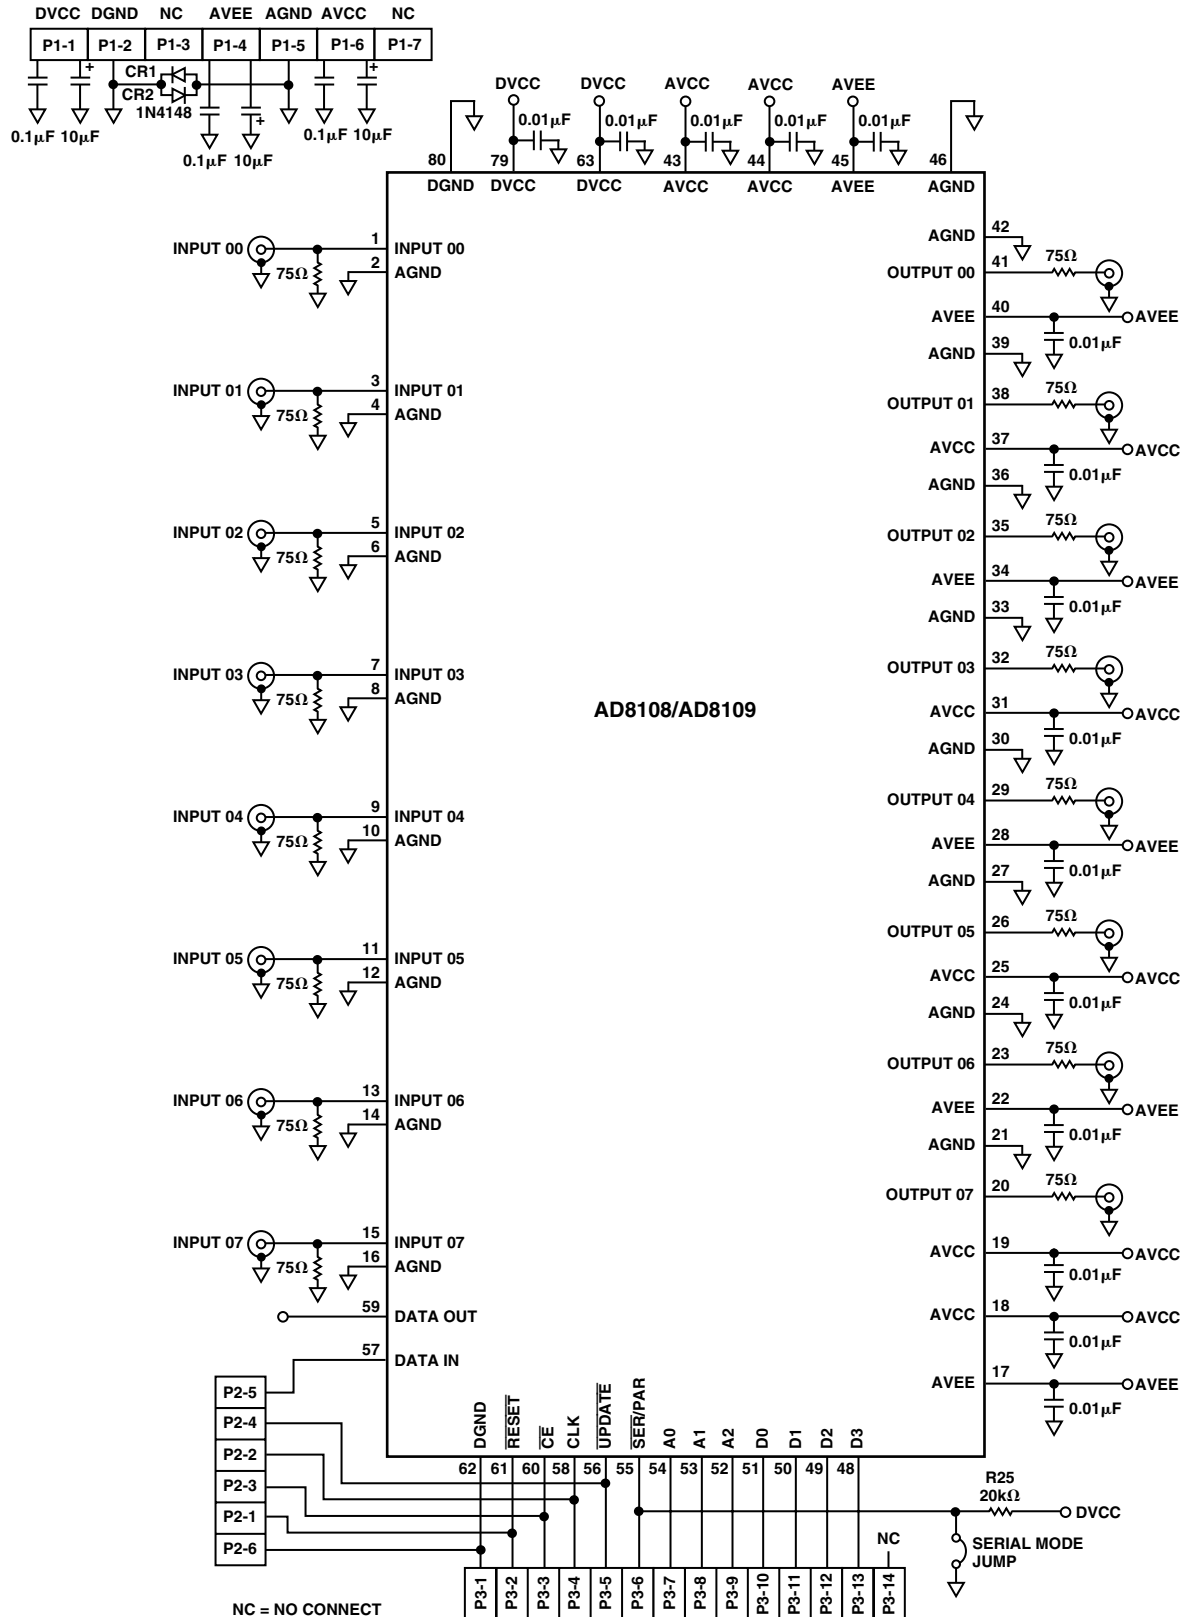 DVCC DGND NC AVEE AGND AVCC NC
P1-1 P1-2 P1-3 P1-4 P1-5 P1-6 P1-7
+ CR1 +
CR2
1N4148 +
0.1µF 10µF 0.1µF 10µF
0.1µF 10µF
DVCC DVCC AVCC AVCC AVEE
0.01µF 0.01µF 0.01µF 0.01µF 0.01µF
80 79 63 43 44 45 46
DGND DVCC DVCC AVCC AVCC AVEE AGND
INPUT 00 1 INPUT 00
75Ω 2 AGND
INPUT 01 3 INPUT 01
75Ω 4 AGND
INPUT 02 5 INPUT 02
75Ω 6 AGND
INPUT 03 7 INPUT 03
75Ω 8 AGND
INPUT 04 9 INPUT 04
75Ω 10 AGND
INPUT 05 11 INPUT 05
75Ω 12 AGND
INPUT 06 13 INPUT 06
75Ω 14 AGND
INPUT 07 15 INPUT 07
75Ω 16 AGND
59 DATA OUT
57 DATA IN
AD8108/AD8109
AGND 42
OUTPUT 00 41 75Ω
AVEE 40 AVEE
0.01µF
AGND 39
OUTPUT 01 38 75Ω
AVCC 37 AVCC
0.01µF
AGND 36
OUTPUT 02 35 75Ω
AVEE 34 AVEE
0.01µF
AGND 33
OUTPUT 03 32 75Ω
AVCC 31 AVCC
0.01µF
AGND 30
OUTPUT 04 29 75Ω
AVEE 28 AVEE
0.01µF
AGND 27
OUTPUT 05 26 75Ω
AVCC 25 AVCC
0.01µF
AGND 24
OUTPUT 06 23 75Ω
AVEE 22 AVEE
0.01µF
AGND 21
OUTPUT 07 20 75Ω
AVCC 19 AVCC
0.01µF
AVCC 18 AVCC
0.01µF
AVEE 17 AVEE
0.01µF
P2-5
P2-4
P2-2
P2-3
P2-1
P2-6
DGND RESET CE CLK UPDATE SER/PAR A0 A1 A2 D0 D1 D2 D3
62 61 60 58 56 55 54 53 52 51 50 49 48
R25
20kΩ
DVCC
SERIAL MODE
JUMP
NC
P3-1 P3-2 P3-3 P3-4 P3-5 P3-6 P3-7 P3-8 P3-9 P3-10 P3-11 P3-12 P3-13 P3-14
NC = NO CONNECT